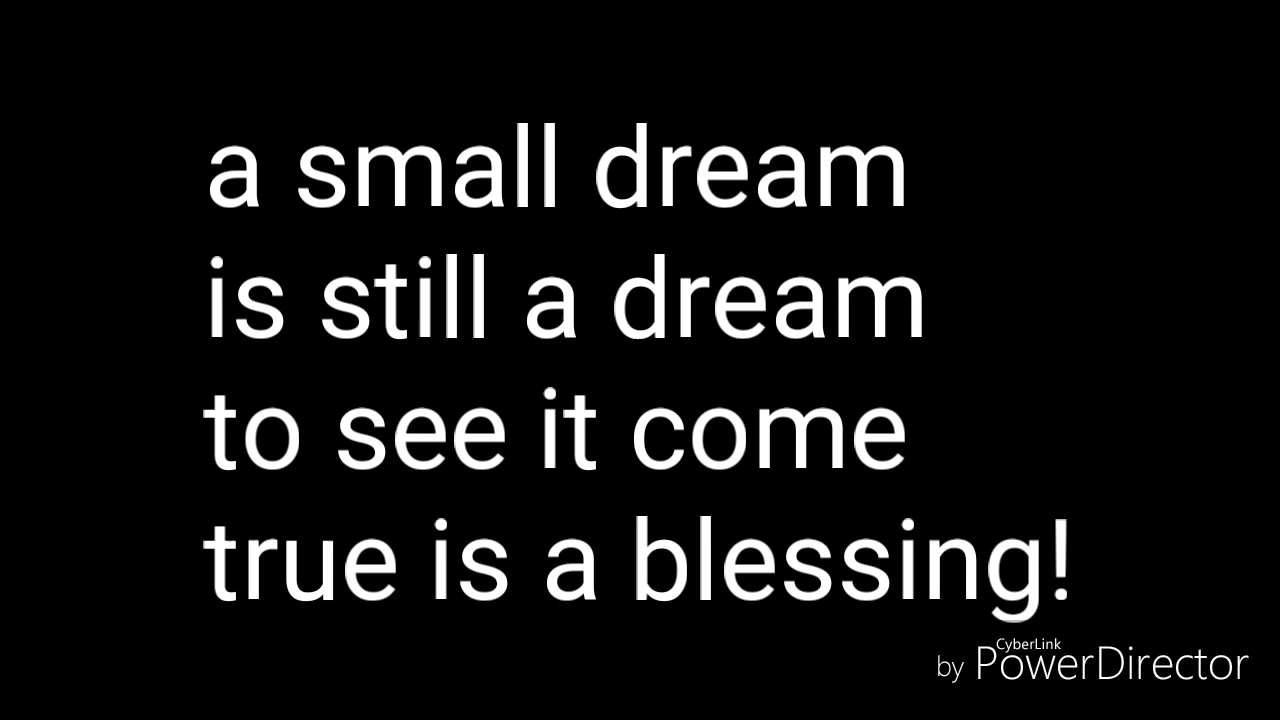 a small dream
is still a dream
to see it come
true is a blessing!
by CyberLink PowerDirector